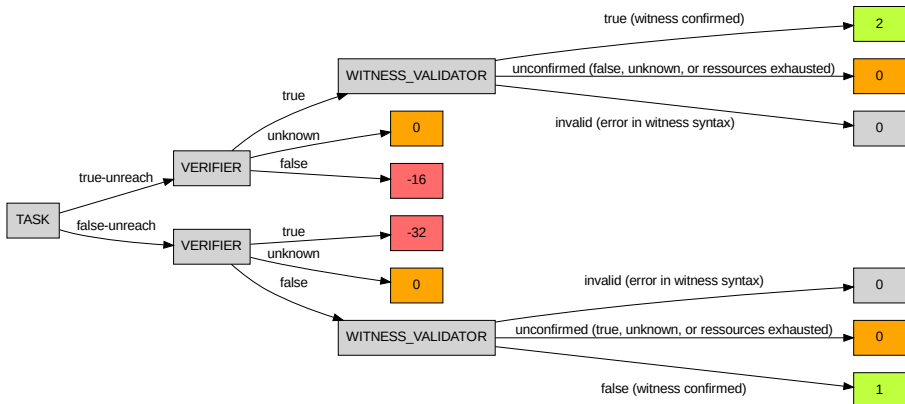 true (witness confirmed)
2
WITNESS_VALIDATOR
unconfirmed (false, unknown, or ressources exhausted)
0
true
invalid (error in witness syntax)
0
unknown
0
VERIFIER
false
-16
true-unreach
TASK
false-unreach
VERIFIER
true
-32
unknown
0
false
invalid (error in witness syntax)
0
WITNESS_VALIDATOR
unconfirmed (true, unknown, or ressources exhausted)
0
false (witness confirmed)
1